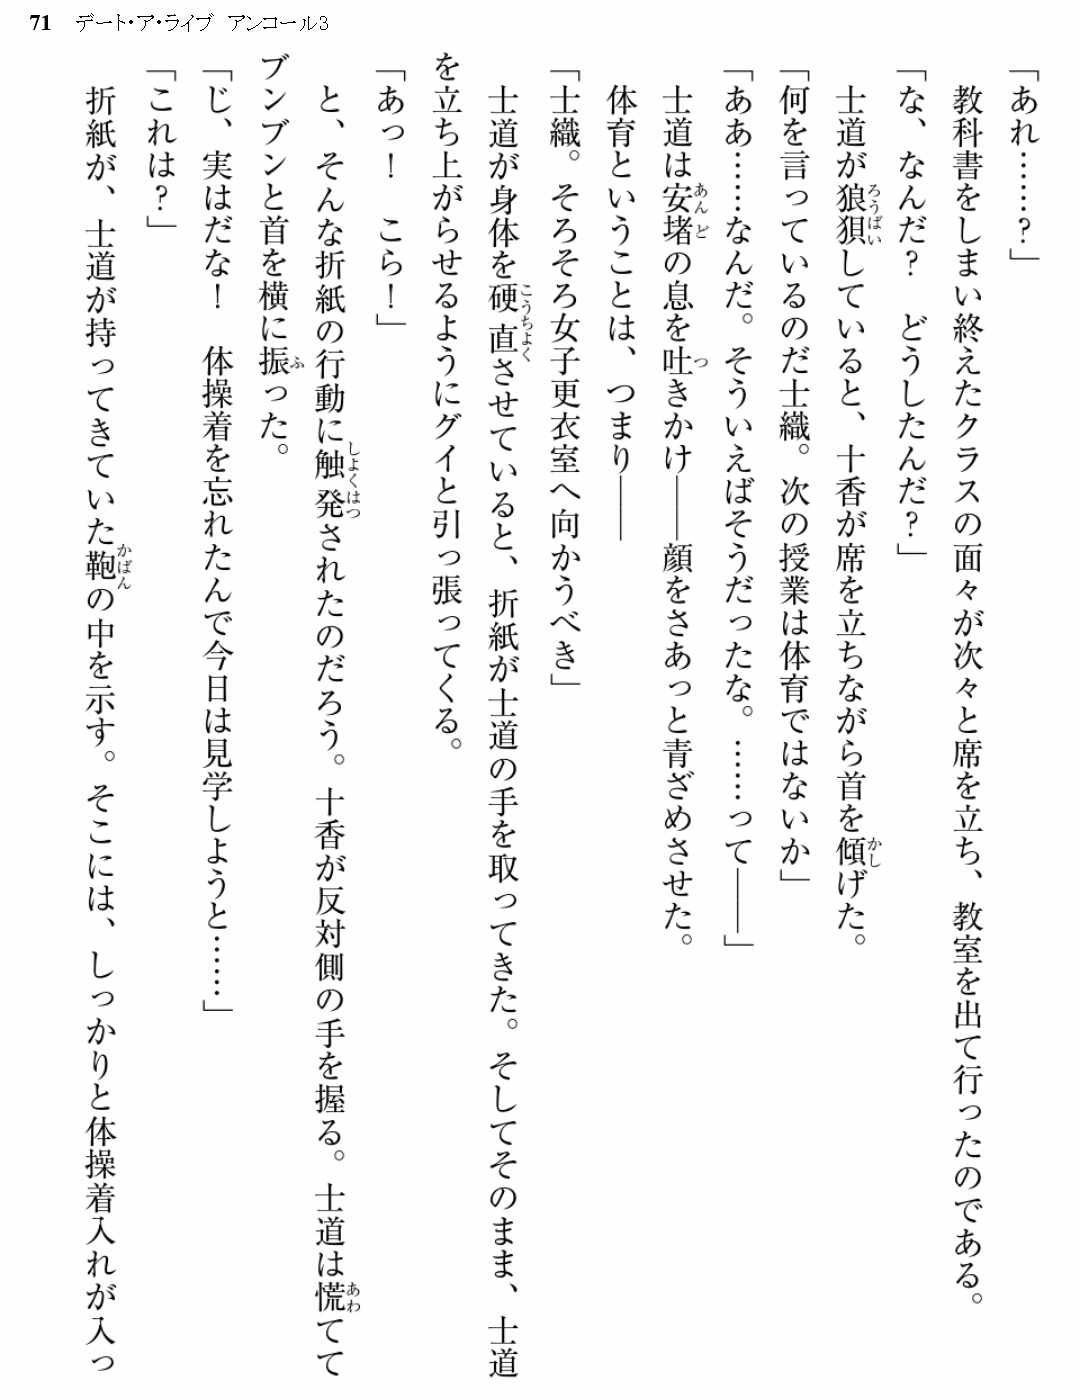 71 デート・ア・ライブ アンコール3
「あれ……?」
教科書をしまい終えたクラスの面々が次々と席を立ち、教室を出て行ったのである。
「な、なんだ? どうしたんだ?」
士道が狼狽していると、十香が席を立ちながら首を傾げた。
「何を言っているのだ士織。次の授業は体育ではないか」
「ああ……なんだ。そういえばそうだったな。……って――」
士道は安堵の息を吐きかけ――顔をさあっと青ざめさせた。
体育ということは、つまり――
「士織。そろそろ女子更衣室へ向かうべき」
士道が身体を硬直させていると、折紙が士道の手を取ってきた。そしてそのまま、士道
を立ち上がらせるようにグイと引っ張ってくる。
「あっ! こら!」
と、そんな折紙の行動に触発されたのだろう。十香が反対側の手を握る。士道は慌てて
ブンブンと首を横に振った。
「じ、実はだな! 体操着を忘れたんで今日は見学しようと……」
「これは?」
折紙が、士道が持ってきていた鞄の中を示す。そこには、しっかりと体操着入れが入っ